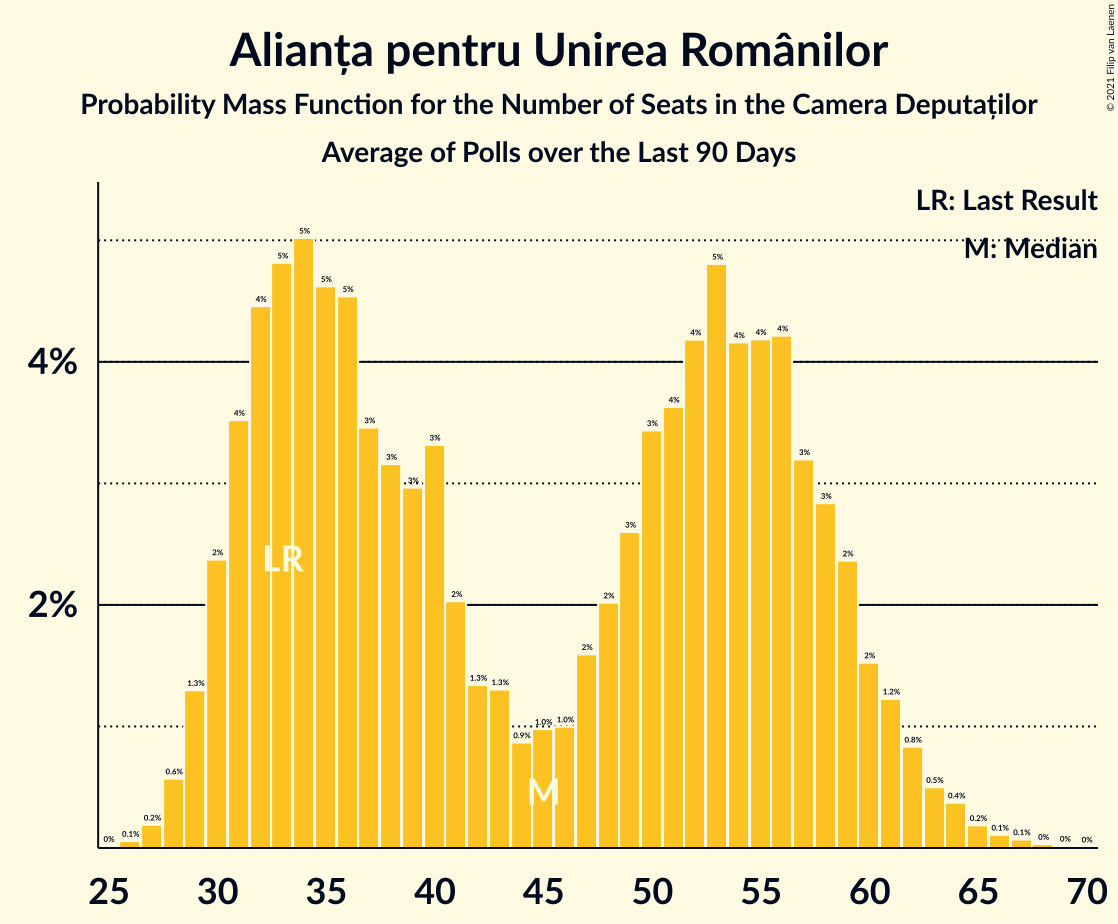 Alianța pentru Unirea Românilor
Probability Mass Function for the Number of Seats in the Camera Deputaților
Average of Polls over the Last 90 Days
© 2021 Filip van Laenen
LR: Last Result
M: Median
4%
2%
0% 0.1% 0.2% 0.6% 1.3% 2% 4% 4% 5% 5% 5% 5% 3% 3% 3% 3% 2% 1.3% 1.3% 0.9% 1.0% 1.0% 2% 2% 3% 3% 4% 4% 5% 4% 4% 4% 3% 3% 2% 2% 1.2% 0.8% 0.5% 0.4% 0.2% 0.1% 0.1% 0% 0% 0%
LR
M
25 30 35 40 45 50 55 60 65 70